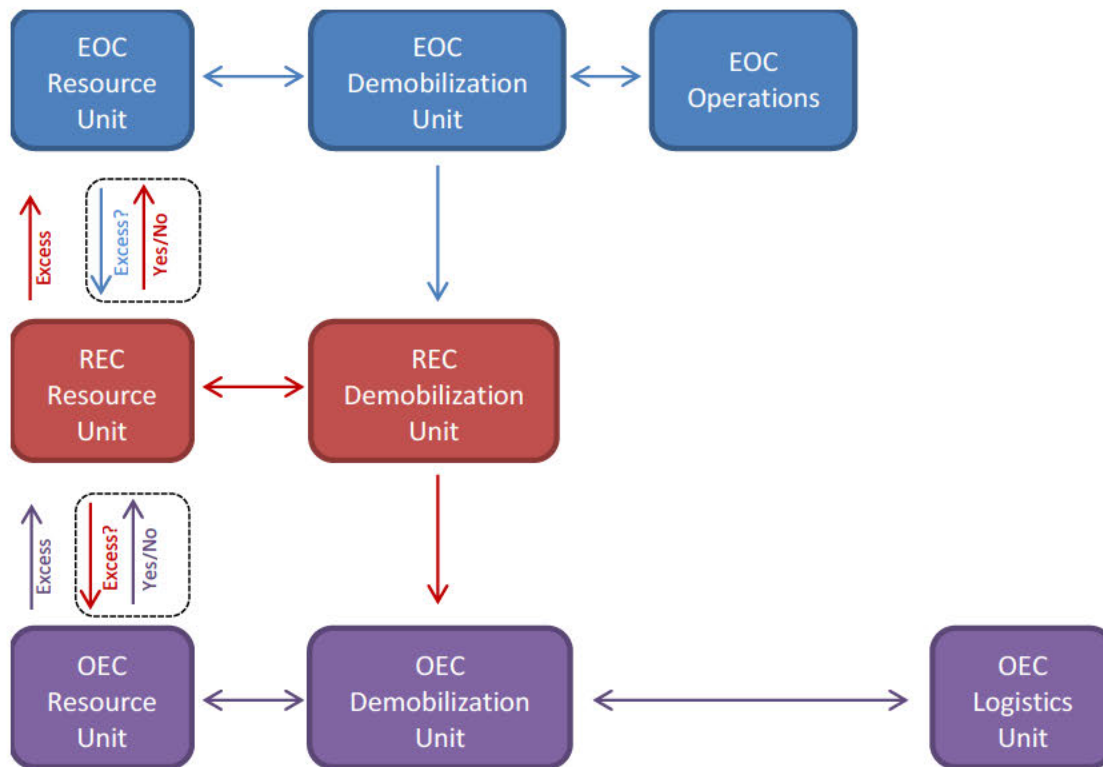 EOC
Resource
Unit
EOC
Demobilization
Unit
EOC
Operations
Excess
Excess?
Yes/No
REC
Resource
Unit
REC
Demobilization
Unit
Excess
Excess?
Yes/No
OEC
Resource
Unit
OEC
Demobilization
Unit
OEC
Logistics
Unit